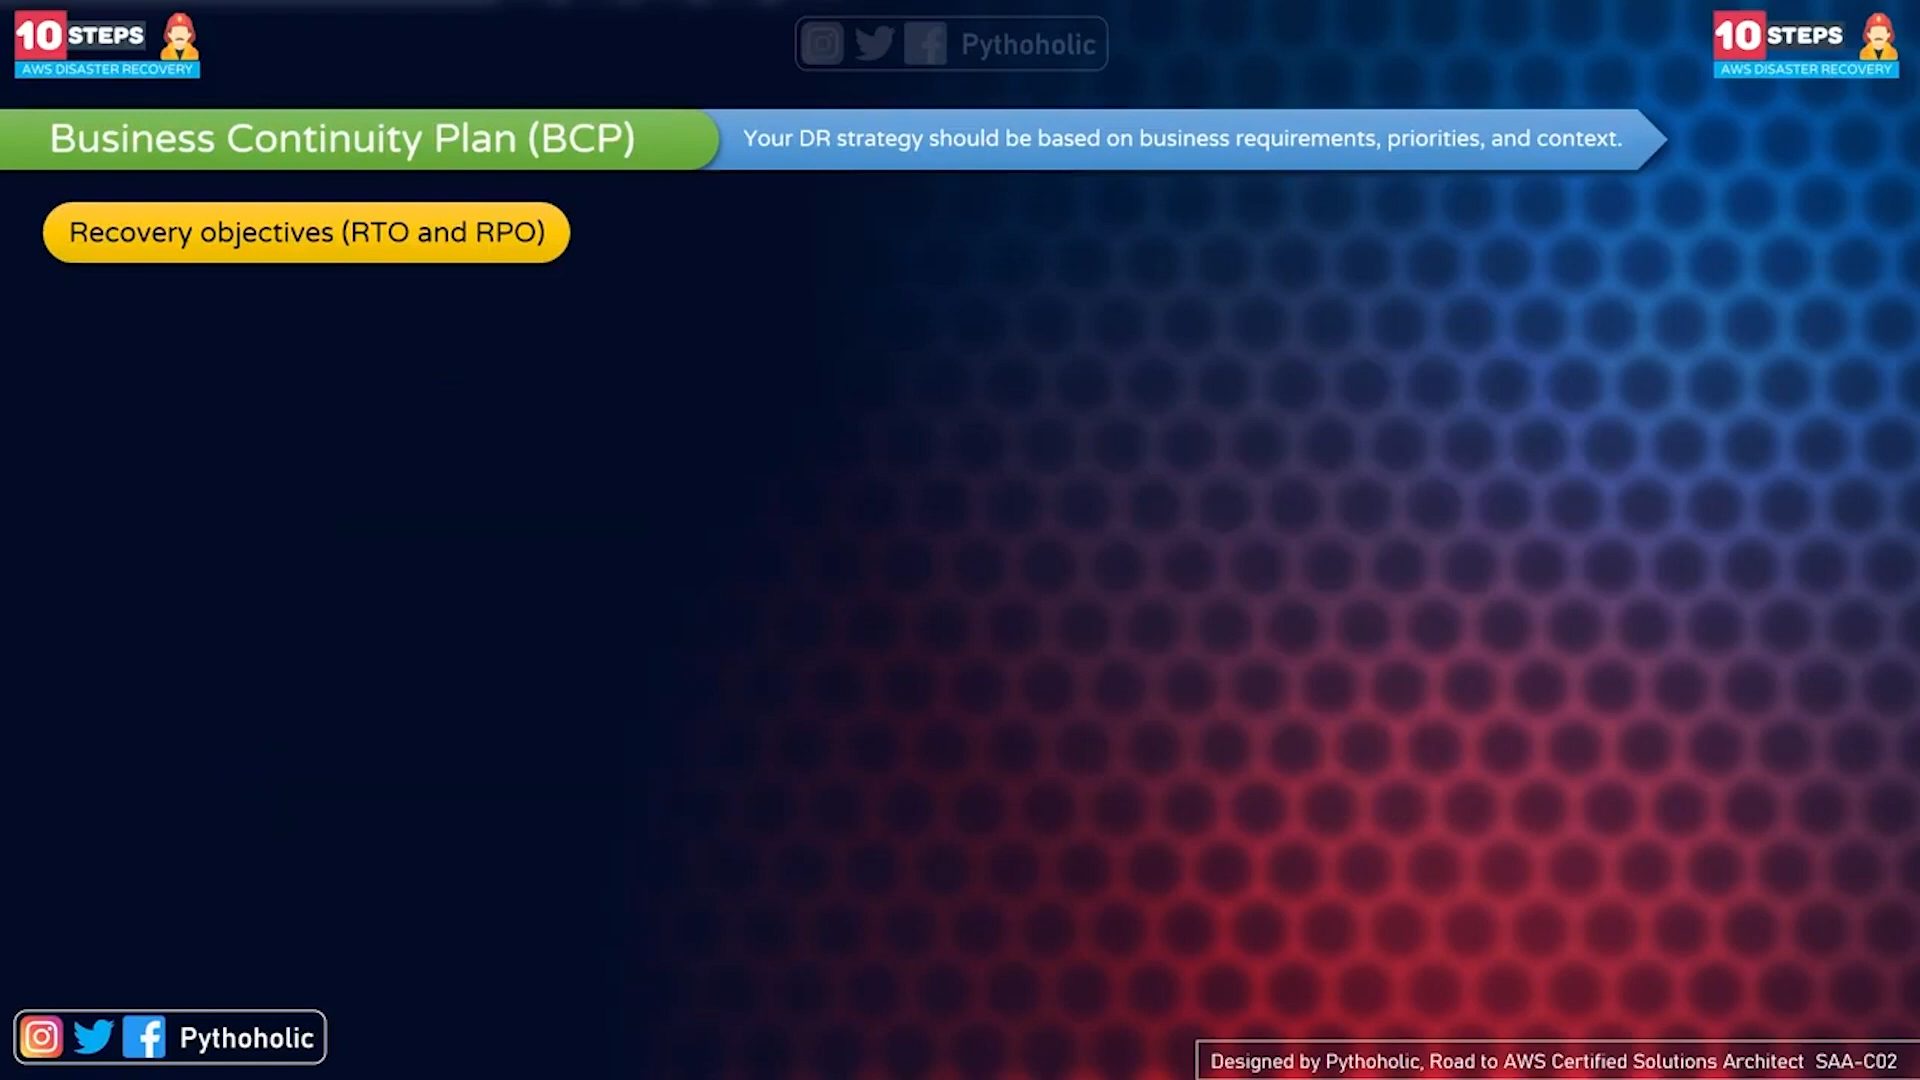 10 STEPS
AWS DISASTER RECOVERY
Pythoholic
10 STEPS
AWS DISASTER RECOVERY
Business Continuity Plan (BCP)
Your DR strategy should be based on business requirements, priorities, and context.
Recovery objectives (RTO and RPO)
Pythoholic
Designed by Pythoholic, Road to AWS Certified Solutions Architect SAA-C02